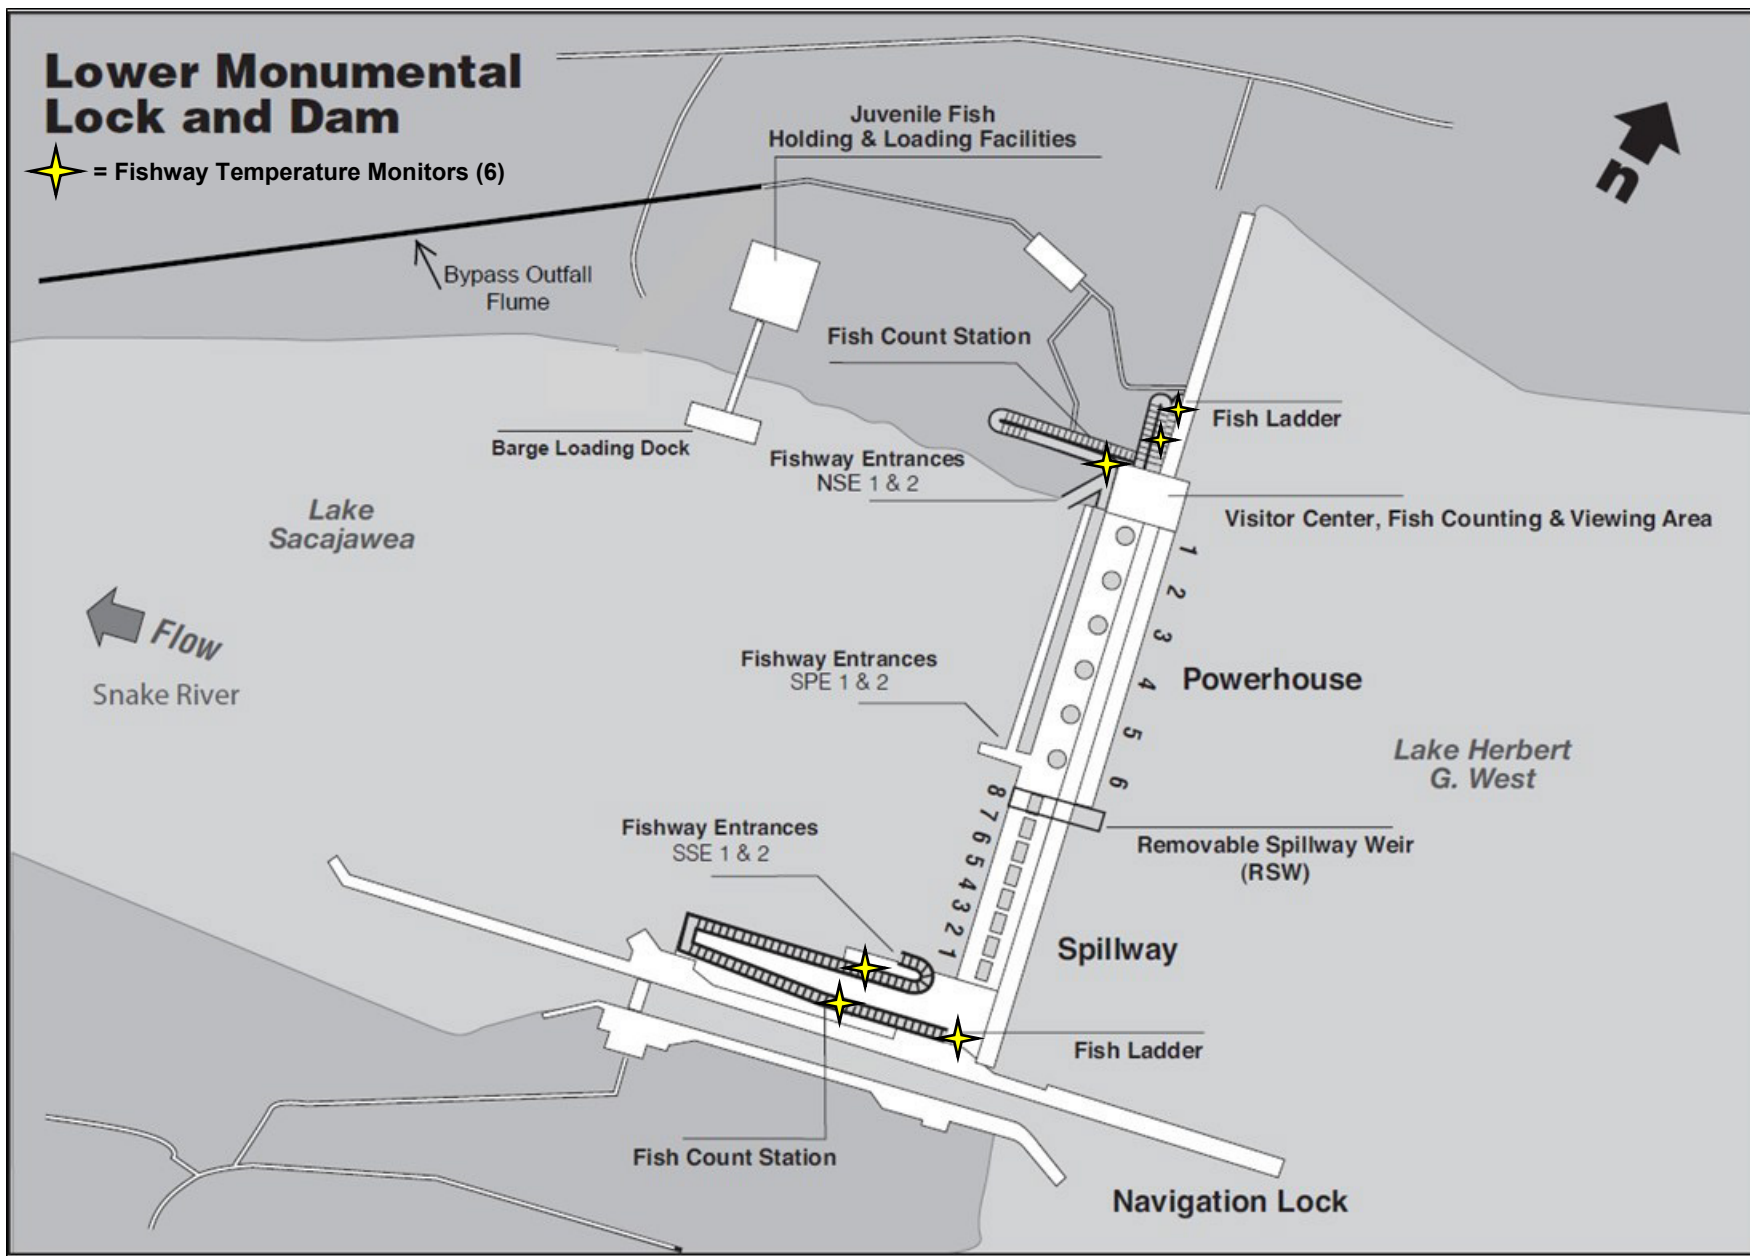 Lower Monumental
Lock and Dam
= Fishway Temperature Monitors (6)
Juvenile Fish
Holding & Loading Facilities
n
Bypass Outfall
Flume
Fish Count Station
Fish Ladder
Barge Loading Dock
Fishway Entrances
NSE 1 & 2
Visitor Center, Fish Counting & Viewing Area
Lake
Sacajawea
1
2
3
4
5
6
Flow
Snake River
Fishway Entrances
SPE 1 & 2
Powerhouse
Lake Herbert
G. West
8
7
6
5
4
3
2
1
Removable Spillway Weir
(RSW)
Fishway Entrances
SSE 1 & 2
Spillway
Fish Ladder
Fish Count Station
Navigation Lock